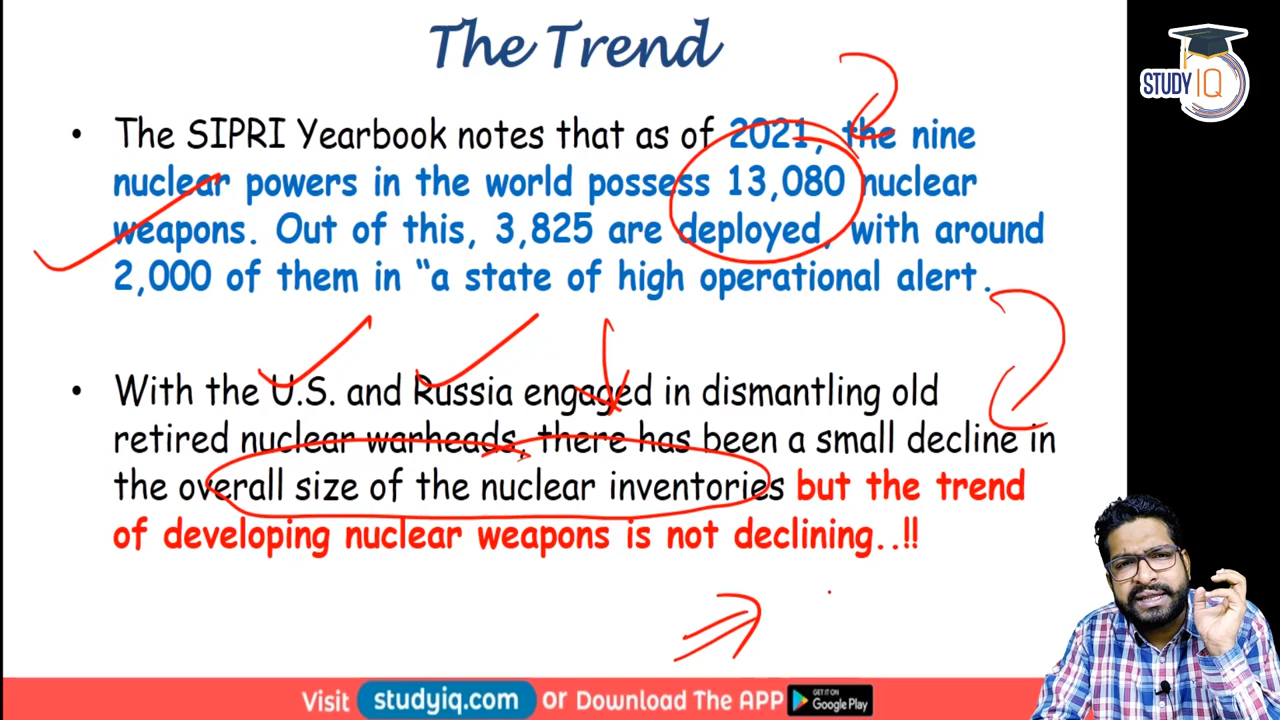 The Trend
STUDY IQ
• The SIPRI Yearbook notes that as of 2021, the nine
nuclear powers in the world possess 13,080 nuclear
weapons. Out of this, 3,825 are deployed, with around
2,000 of them in “a state of high operational alert.
• With the U.S. and Russia engaged in dismantling old
retired nuclear warheads, there has been a small decline in
the overall size of the nuclear inventories but the trend
of developing nuclear weapons is not declining..!!
Visit studyiq.com or Download The APP GET IT ON Google Play